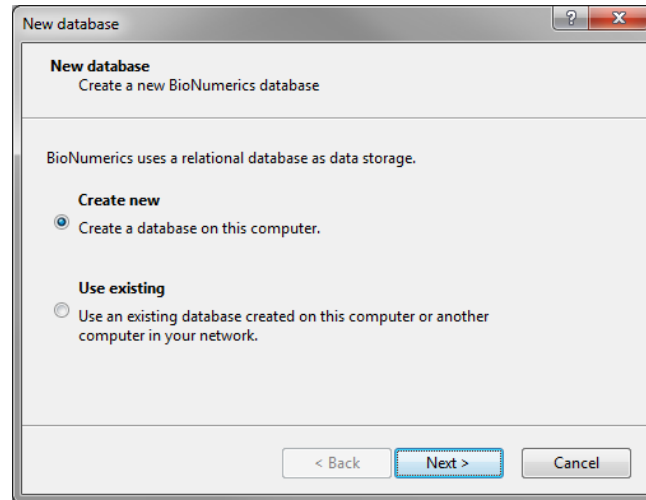 New database
?
X
New database
Create a new BioNumerics database
BioNumerics uses a relational database as data storage.
Create new
Create a database on this computer.
Use existing
Use an existing database created on this computer or another
computer in your network.
< Back
Next >
Cancel